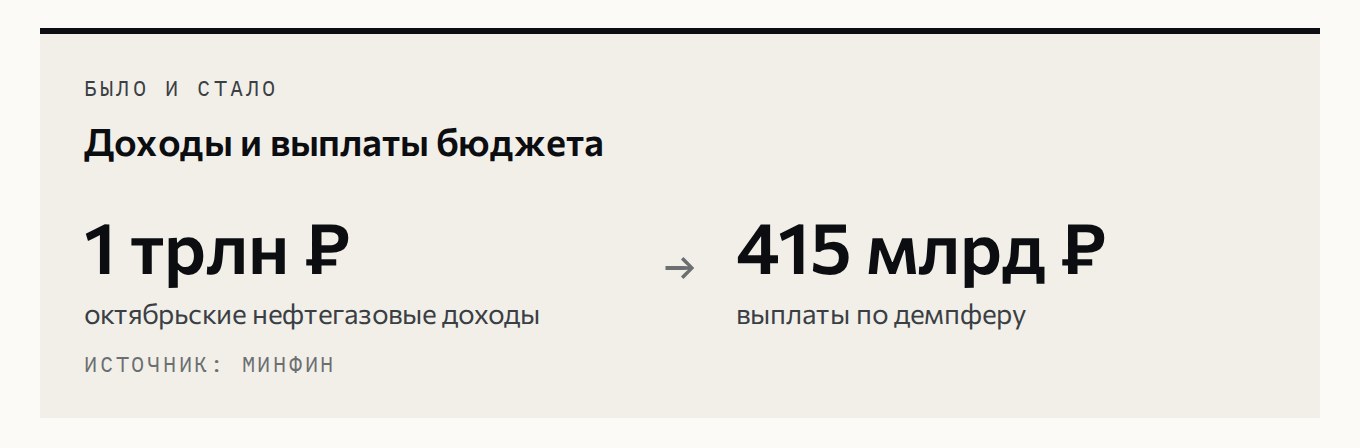 БЫЛО И СТАЛО
Доходы и выплаты бюджета
1 трлн ₽ → 415 млрд ₽
октябрьские нефтегазовые доходы выплаты по демпферу
ИСТОЧНИК: МИНФИН